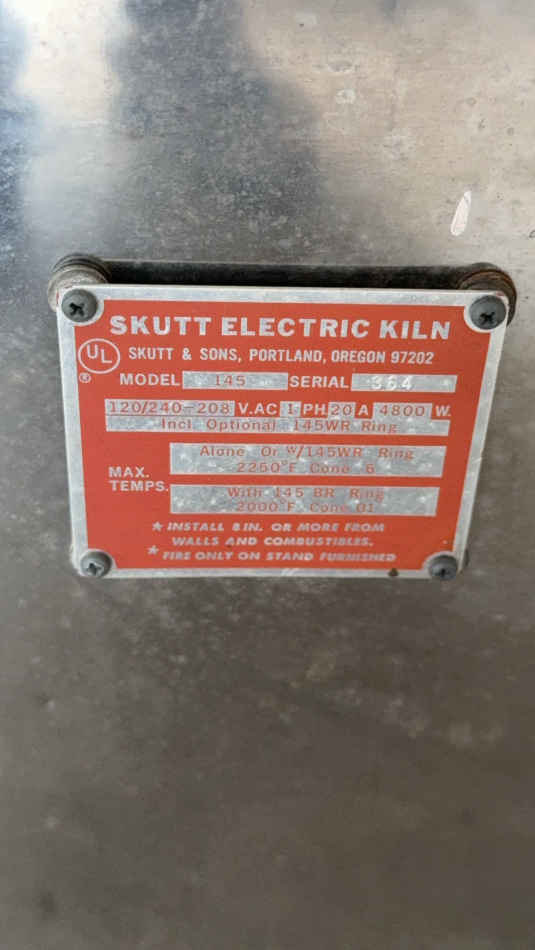 SKUTT ELECTRIC KILN
UL SKUTT & SONS, PORTLAND, OREGON 97202
® MODEL 145 SERIAL 364
120/240-208 V.AC 1 PH 20 A 4800 W.
Incl. Optional 145WR Ring
Alone Or W/145WR Ring
2250°F Cone 6
MAX.
TEMPS.
With 145 BR Ring
2000°F Cone 01
* INSTALL 8 IN. OR MORE FROM
WALLS AND COMBUSTIBLES.
* FIRE ONLY ON STAND FURNISHED